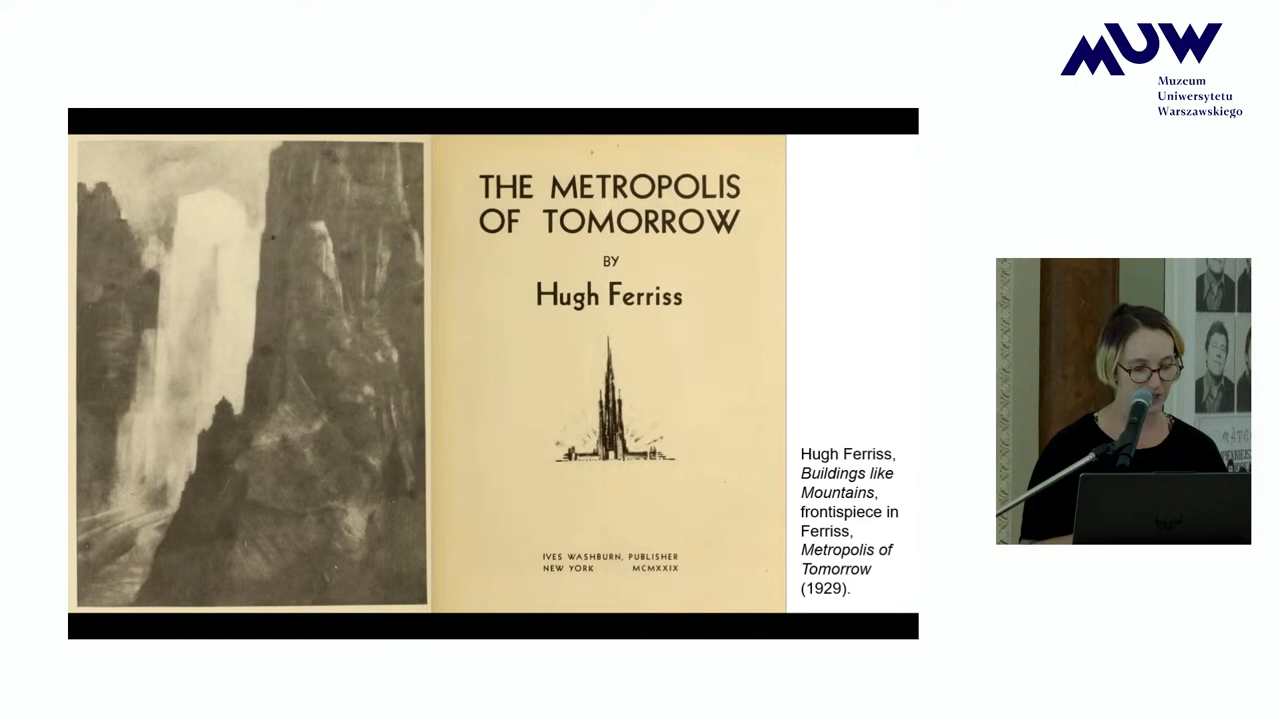 MUW
Muzeum
Uniwersytetu
Warszawskiego
THE METROPOLIS
OF TOMORROW
BY
Hugh Ferriss
IVES WASHBURN, PUBLISHER
NEW YORK MCMXXIX
Hugh Ferriss,
Buildings like
Mountains,
frontispiece in
Ferriss,
Metropolis of
Tomorrow
(1929).